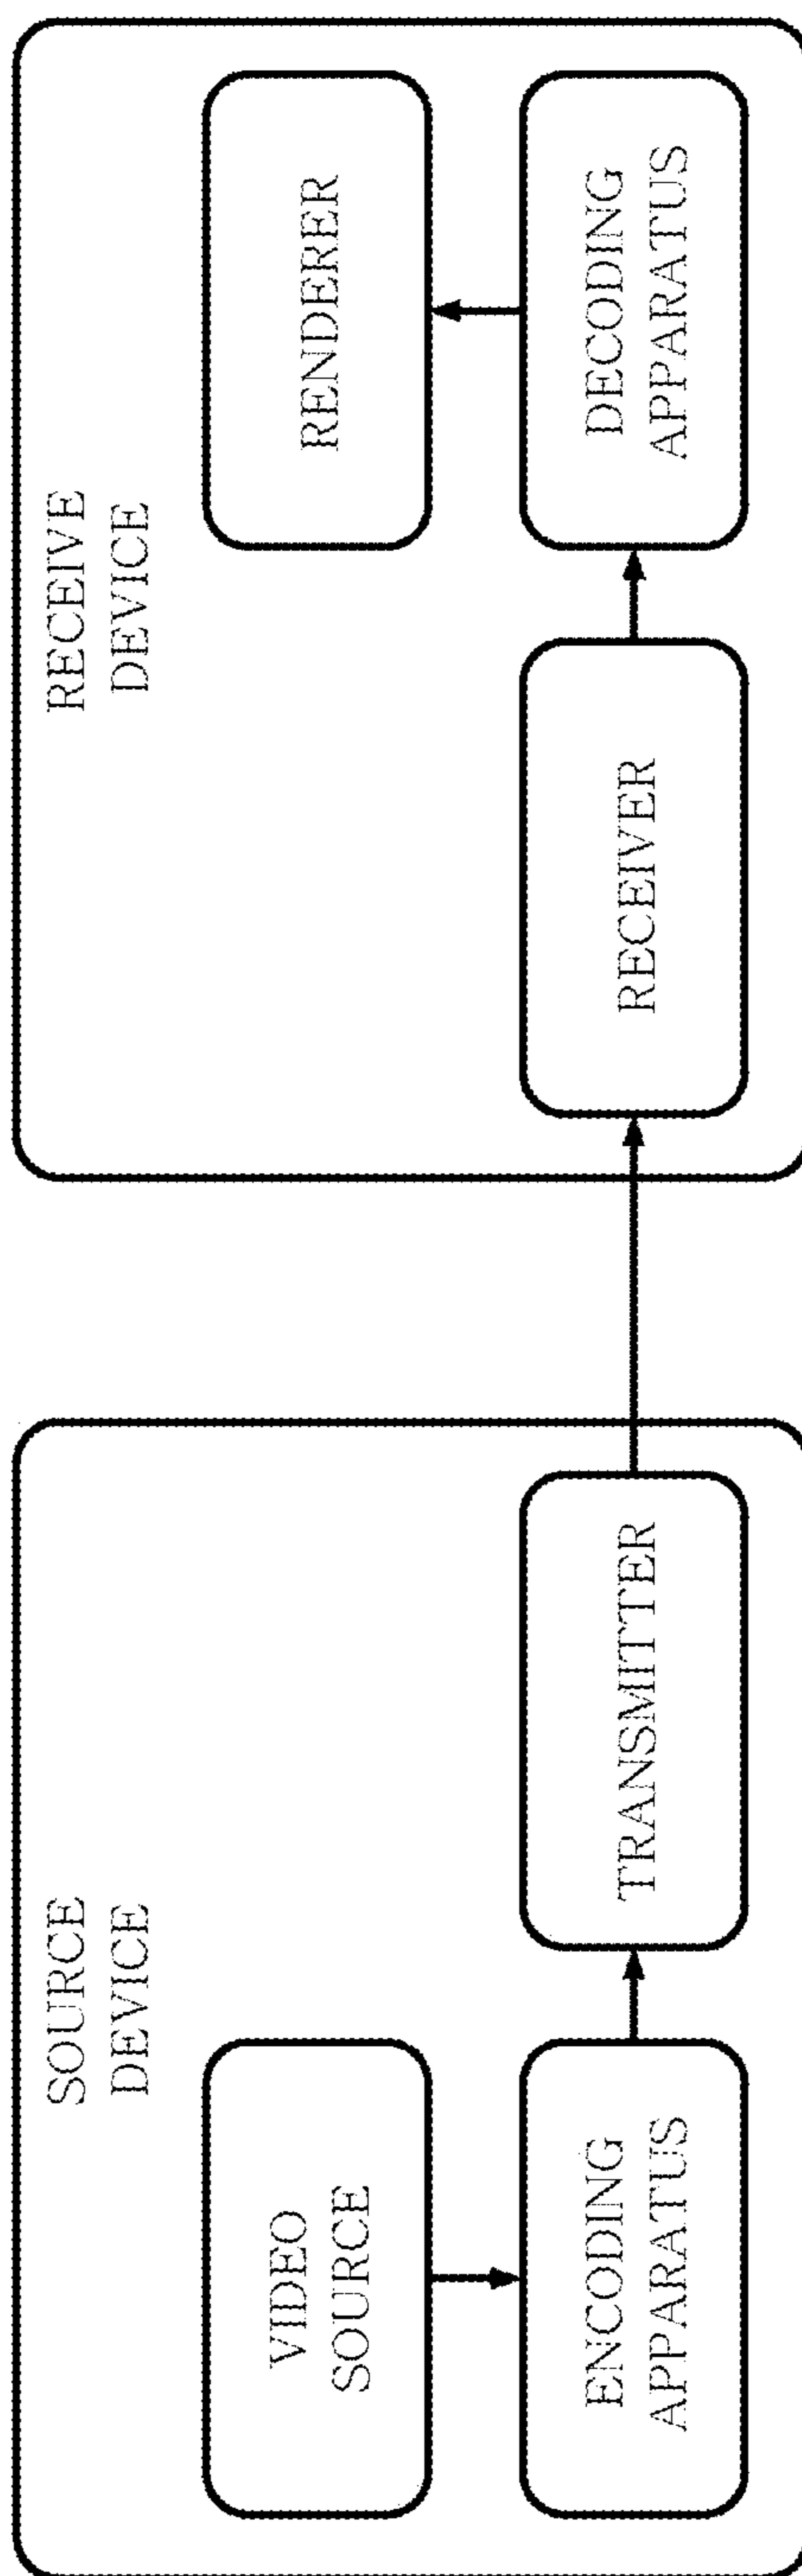 SOURCE
DEVICE
VIDEO
SOURCE
ENCODING
APPARATUS
TRANSMITTER
RECEIVE
DEVICE
RECEIVER
RENDERER
DECODING
APPARATUS